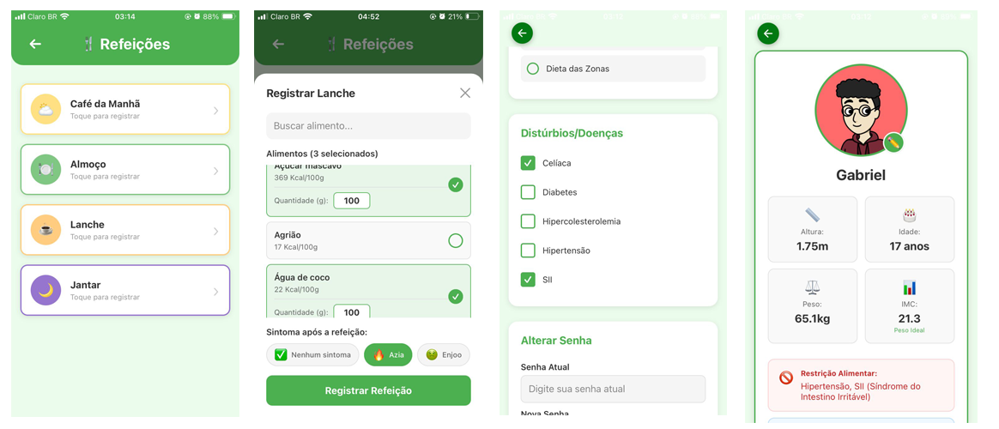 Claro BR 03:14 88%
Refeições
Café da Manhã
Toque para registrar
Almoço
Toque para registrar
Lanche
Toque para registrar
Jantar
Toque para registrar
Claro BR 04:52 21%
Refeições
Registrar Lanche
Buscar alimento...
Alimentos (3 selecionados)
Açúcar mascavo
369 Kcal/100g
Quantidade (g): 100
Agrião
17 Kcal/100g
Água de coco
22 Kcal/100g
Quantidade (g): 100
Sintoma após a refeição:
Nenhum sintoma Azia Enjoo
Registrar Refeição
Dieta das Zonas
Distúrbios/Doenças
Celíaca
Diabetes
Hipercolesterolemia
Hipertensão
SII
Alterar Senha
Senha Atual
Digite sua senha atual
Nova Senha
Gabriel
Altura:
1.75m
Idade:
17 anos
Peso:
65.1kg
IMC:
21.3
Peso Ideal
Restrição Alimentar:
Hipertensão, SII (Síndrome do
Intestino Irritável)